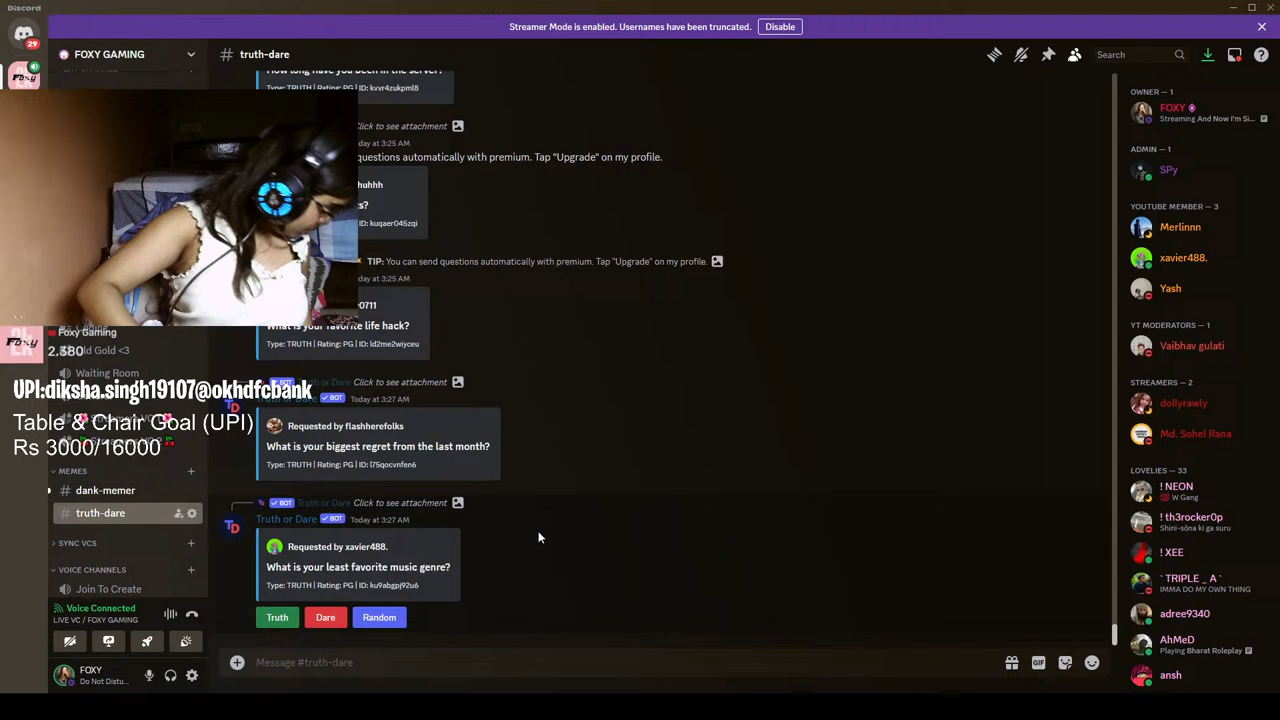 Discord
Streamer Mode is enabled. Usernames have been truncated.
Disable
29
FOXY GAMING
truth-dare
Search
Foxy
How long have you been in the server?
Type: TRUTH | Rating: PG | ID: kvvr4zukpml8
Click to see attachment
Today at 3:25 AM
questions automatically with premium. Tap "Upgrade" on my profile.
huhhh
s?
ID: kuqaer045zqi
TIP: You can send questions automatically with premium. Tap "Upgrade" on my profile.
Today at 3:25 AM
0711
What is your favorite life hack?
Type: TRUTH | Rating: PG | ID: ld2me2wiyceu
BOT Truth or Dare Click to see attachment
BOT Today at 3:27 AM
Requested by flashherefolks
What is your biggest regret from the last month?
Type: TRUTH | Rating: PG | ID: l75qocvnfen6
BOT Truth or Dare Click to see attachment
Truth or Dare BOT Today at 3:27 AM
TD
Requested by xavier488.
What is your least favorite music genre?
Type: TRUTH | Rating: PG | ID: ku9abgpj92u6
Truth
Dare
Random
Message #truth-dare
GIF
Foxy Gaming
Foxy
2,380
ld Gold <3
Waiting Room
UPI:diksha.singh19107@okhdfcbank
Table & Chair Goal (UPI)
Rs 3000/16000
MEMES
dank-memer
truth-dare
SYNC VCS
VOICE CHANNELS
Join To Create
Voice Connected
LIVE VC / FOXY GAMING
FOXY
Do Not Distu...
OWNER — 1
FOXY
Streaming And Now I'm Si...
ADMIN — 1
SPy
YOUTUBE MEMBER — 3
Merlinnn
xavier488.
Yash
YT MODERATORS — 1
Vaibhav gulati
STREAMERS — 2
dollyrawly
Md. Sohel Rana
LOVELIES — 33
! NEON
W Gang
! th3rocker0p
Shini-sōna ki ga suru
! XEE
` TRIPLE _ A `
IMMA DO MY OWN THING
adree9340
AhMeD
Playing Bharat Roleplay
ansh